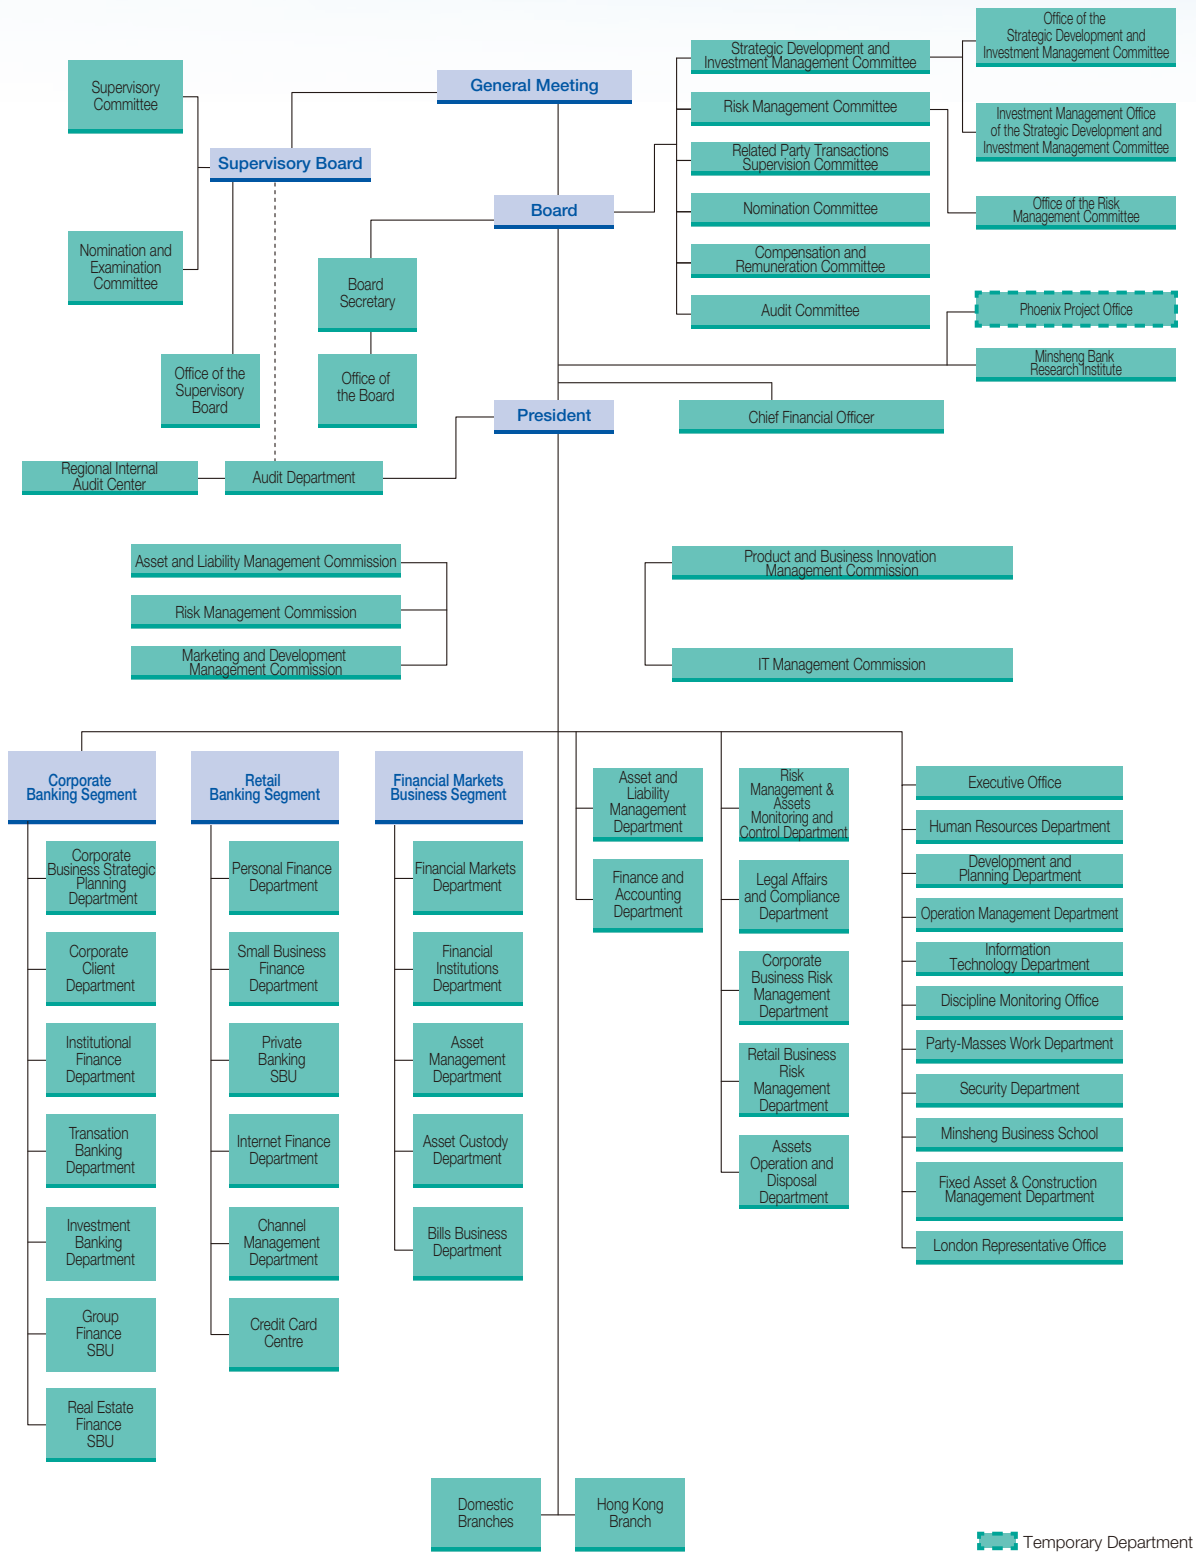 General Meeting
Supervisory
Committee
Supervisory Board
Nomination and
Examination
Committee
Office of the
Supervisory
Board
Board
Board
Secretary
Office of
the Board
Strategic Development and
Investment Management Committee
Risk Management Committee
Related Party Transactions
Supervision Committee
Nomination Committee
Compensation and
Remuneration Committee
Audit Committee
Office of the
Strategic Development and
Investment Management Committee
Investment Management Office
of the Strategic Development and
Investment Management Committee
Office of the Risk
Management Committee
Phoenix Project Office
Minsheng Bank
Research Institute
President
Chief Financial Officer
Regional Internal
Audit Center
Audit Department
Asset and Liability Management Commission
Risk Management Commission
Marketing and Development
Management Commission
Product and Business Innovation
Management Commission
IT Management Commission
Corporate
Banking Segment
Corporate
Business Strategic
Planning
Department
Corporate
Client
Department
Institutional
Finance
Department
Transation
Banking
Department
Investment
Banking
Department
Group
Finance
SBU
Real Estate
Finance
SBU
Retail
Banking Segment
Personal Finance
Department
Small Business
Finance
Department
Private
Banking
SBU
Internet Finance
Department
Channel
Management
Department
Credit Card
Centre
Financial Markets
Business Segment
Financial Markets
Department
Financial
Institutions
Department
Asset
Management
Department
Asset Custody
Department
Bills Business
Department
Asset and
Liability
Management
Department
Finance and
Accounting
Department
Risk
Management &
Assets
Monitoring and
Control Department
Legal Affairs
and Compliance
Department
Corporate
Business Risk
Management
Department
Retail Business
Risk
Management
Department
Assets
Operation and
Disposal
Department
Executive Office
Human Resources Department
Development and
Planning Department
Operation Management Department
Information
Technology Department
Discipline Monitoring Office
Party-Masses Work Department
Security Department
Minsheng Business School
Fixed Asset & Construction
Management Department
London Representative Office
Domestic
Branches
Hong Kong
Branch
Temporary Department